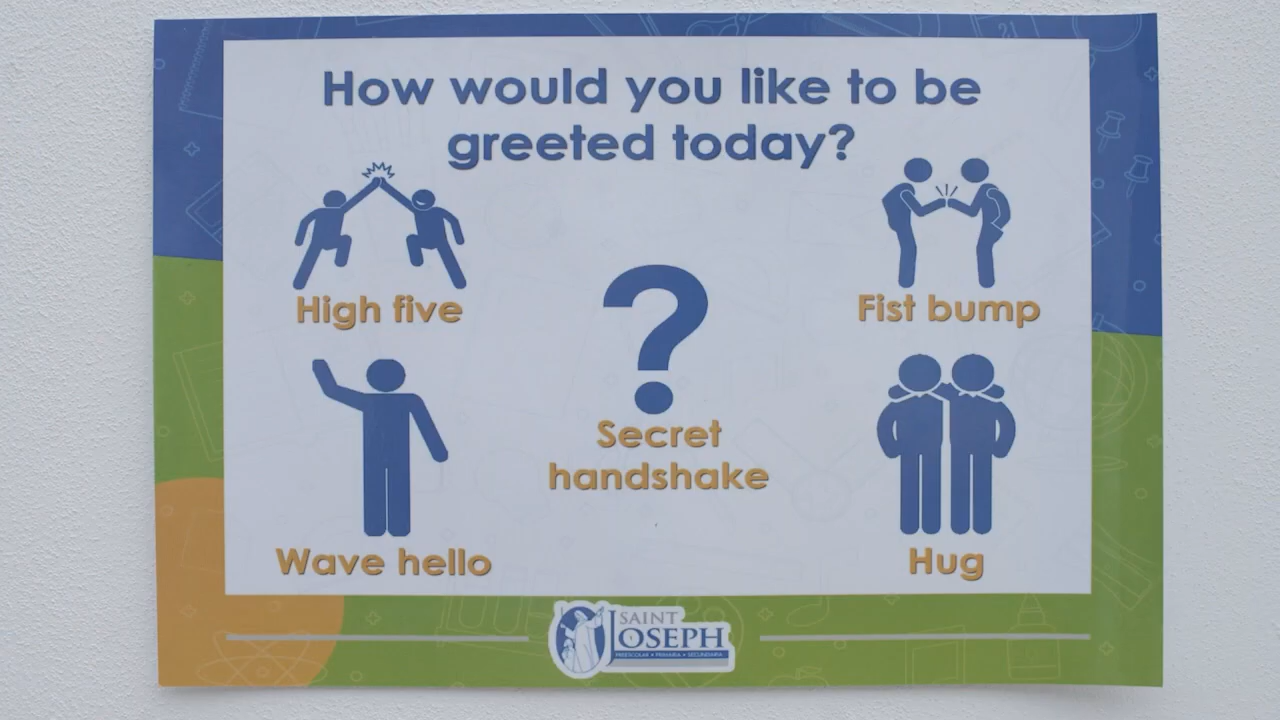 How would you like to be
greeted today?
High five
Fist bump
Secret
handshake
Wave hello
Hug
SAINT
JOSEPH
PREESCOLAR • PRIMARIA • SECUNDARIA